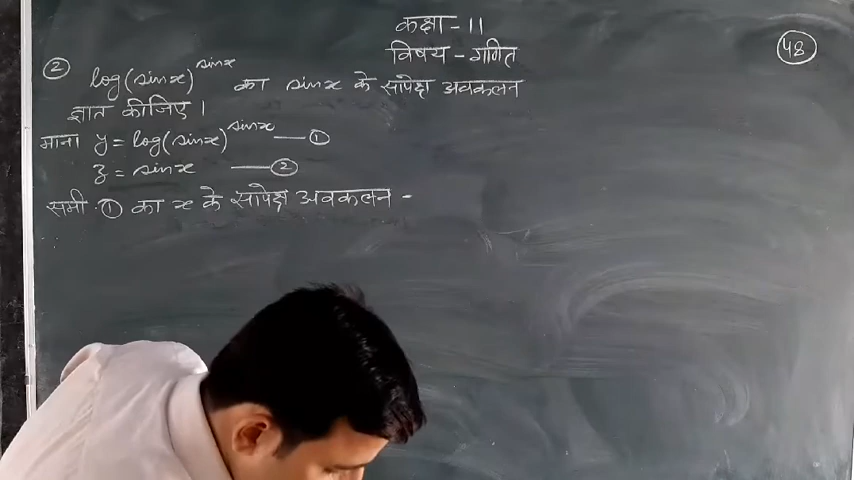 कक्षा - 11
विषय - गणित
48
② log(sinx)^sinx का sinx के सापेक्ष अवकलन
ज्ञात कीजिए ।
माना y = log(sinx)^sinx — ①
z = sinx — ②
समी ① का x के सापेक्ष अवकलन -